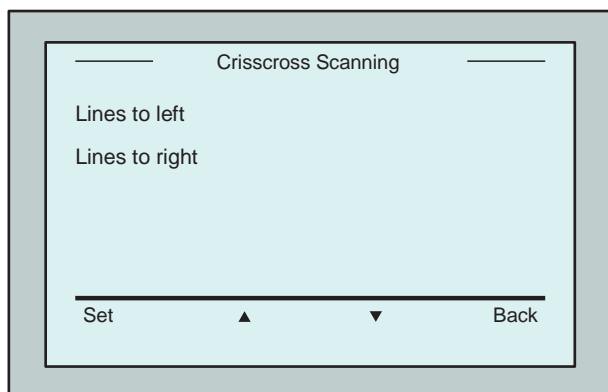 Crisscross Scanning
Lines to left
Lines to right
Set ▲ ▼ Back